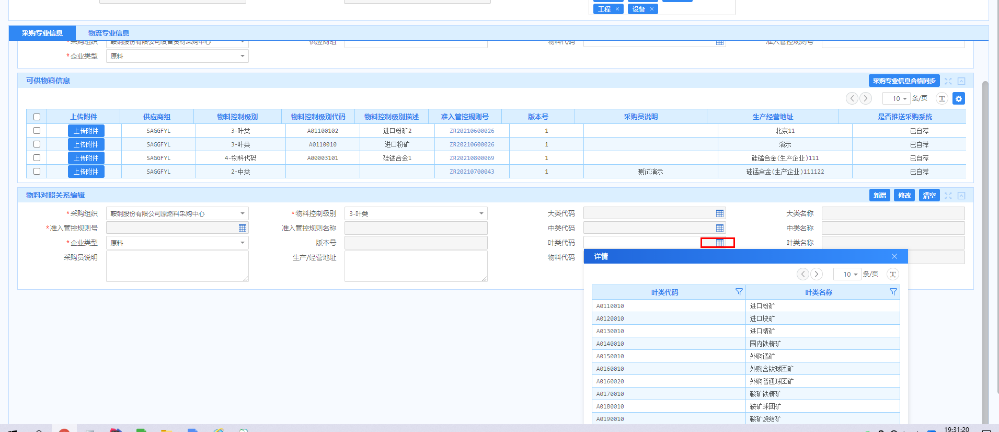 工程 × 设备 ×
采购专业信息 物流专业信息
*采购组织 鞍钢股份有限公司设备资材采购中心 供应商组 物料代码 准入管控规则号
*企业类型 原料
可供物料信息 采购专业信息合格同步
10 条/页
上传附件 供应商组 物料控制级别 物料控制级别代码 物料控制级别描述 准入管控规则号 版本号 采购员说明 生产经营地址 是否推送采购系统
上传附件 SAGGFYL 3-叶类 A01100102 进口粉矿2 ZR20210600026 1 北京11 已自荐
上传附件 SAGGFYL 3-叶类 A0110010 进口粉矿 ZR20210600026 1 演示 已自荐
上传附件 SAGGFYL 4-物料代码 A00003101 硅锰合金1 ZR20210800069 1 硅锰合金(生产企业)111 已自荐
上传附件 SAGGFYL 2-中类 ZR20210700043 1 测试演示 硅锰合金(生产企业)111122 已自荐
物料对照关系编辑 新增 修改 清空
*采购组织 鞍钢股份有限公司原燃料采购中心 *物料控制级别 3-叶类 大类代码 大类名称
*准入管控规则号 准入管控规则名称 中类代码 中类名称
*企业类型 原料 版本号 叶类代码 叶类名称
采购员说明 生产/经营地址 物料代码
详情
10 条/页
叶类代码 叶类名称
A0110010 进口粉矿
A0120010 进口块矿
A0130010 进口精矿
A0140010 国内铁精矿
A0150010 外购锰矿
A0160010 外购含钛球团矿
A0160020 外购普通球团矿
A0170010 鞍矿铁精矿
A0180010 鞍矿球团矿
A0190010 鞍矿烧结矿
19:31:20